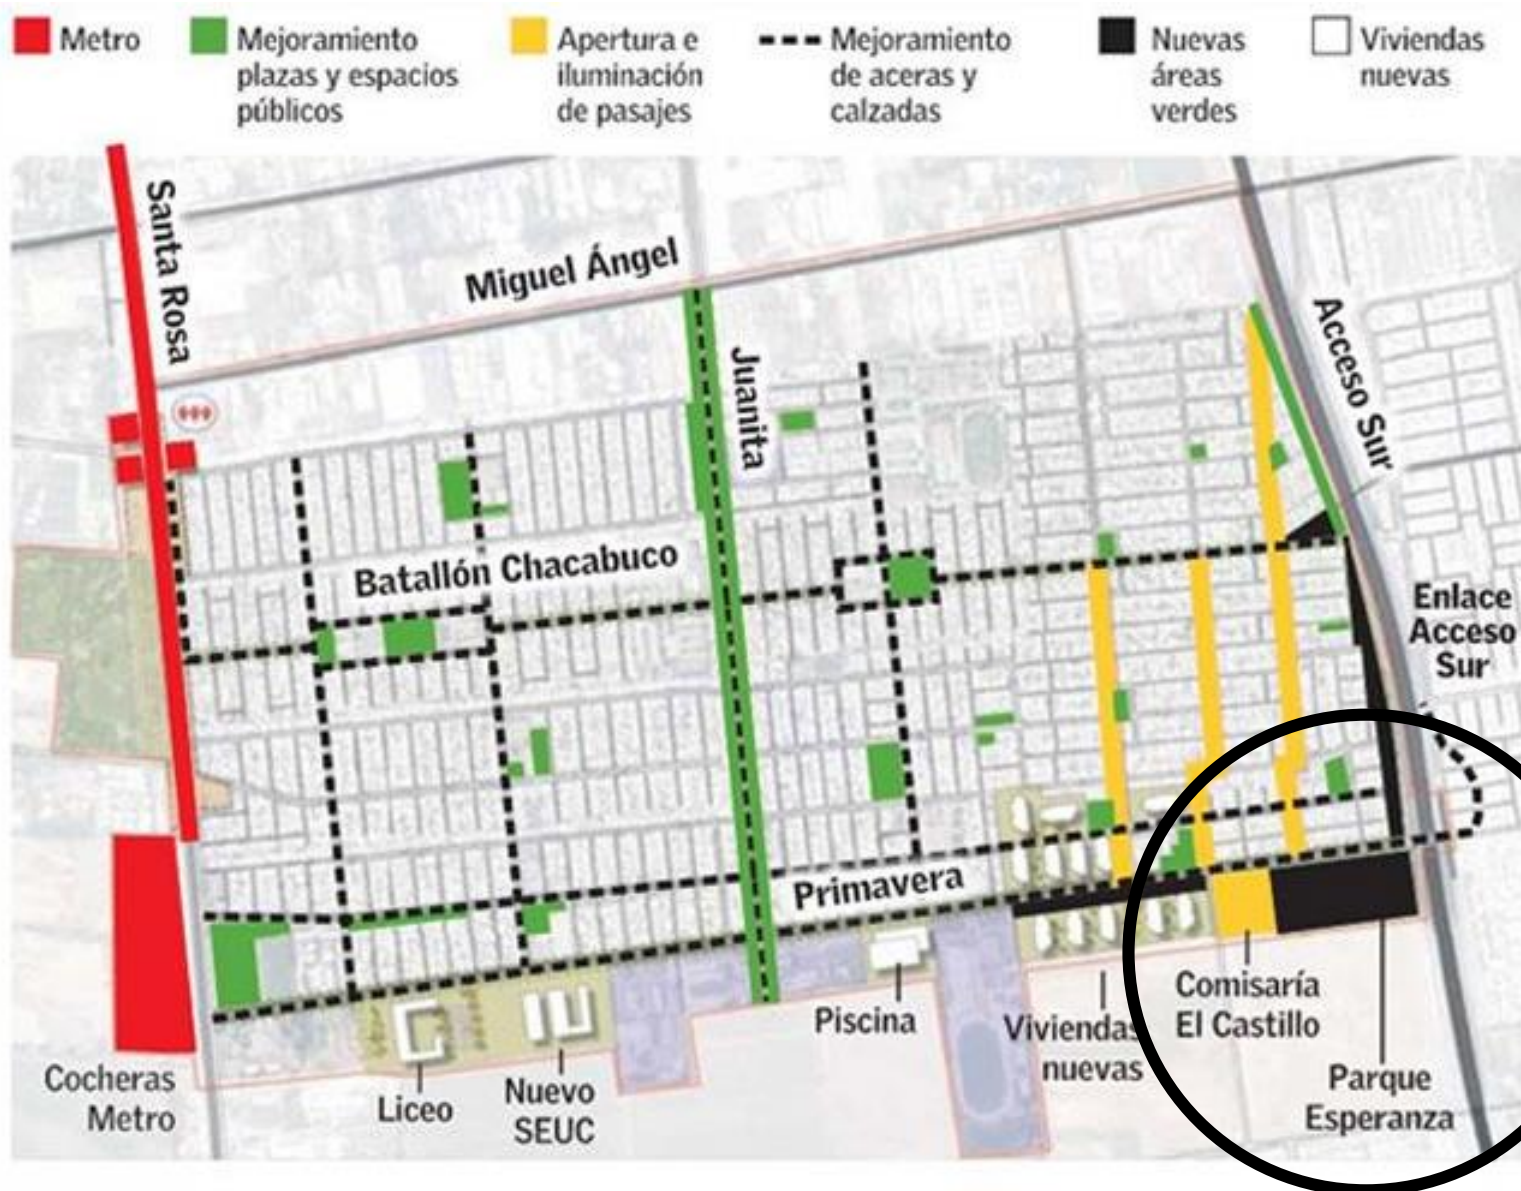 Metro
Mejoramiento
plazas y espacios
públicos
Apertura e
iluminación
de pasajes
Mejoramiento
de aceras y
calzadas
Nuevas
áreas
verdes
Viviendas
nuevas
Santa Rosa
Miguel Ángel
Juanita
Acceso Sur
Batallón Chacabuco
Enlace
Acceso
Sur
Primavera
Cocheras
Metro
Liceo
Nuevo
SEUC
Piscina
Viviendas
nuevas
Comisaría
El Castillo
Parque
Esperanza